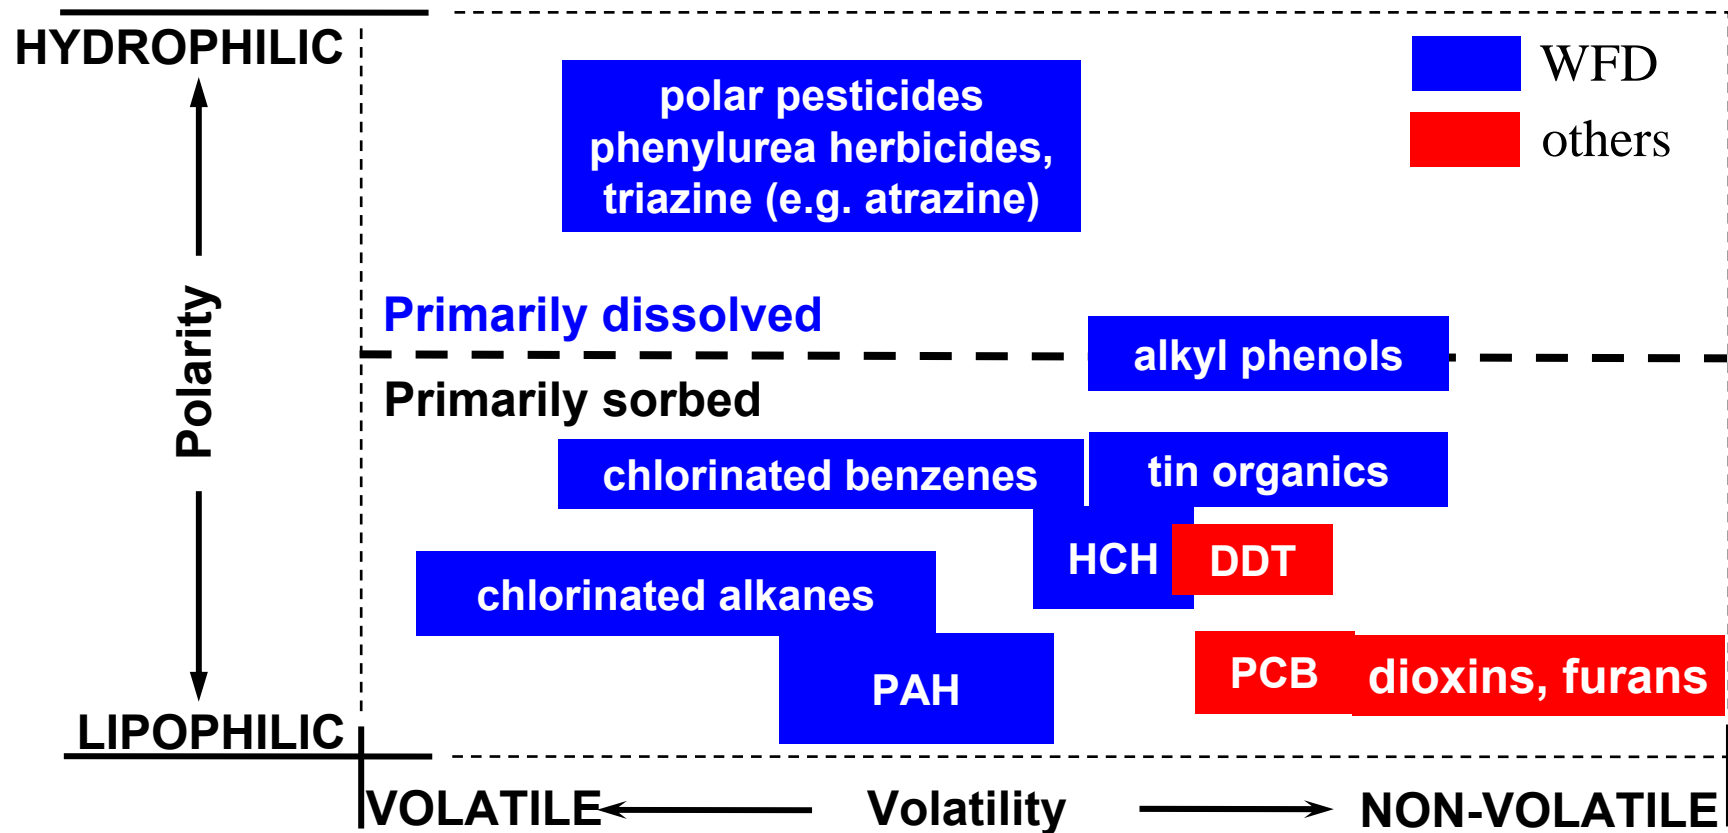 HYDROPHILIC
polar pesticides
phenylurea herbicides,
triazine (e.g. atrazine)
WFD
others
Polarity
Primarily dissolved
alkyl phenols
Primarily sorbed
chlorinated benzenes
tin organics
HCH
DDT
chlorinated alkanes
PAH
PCB
dioxins, furans
LIPOPHILIC
VOLATILE
Volatility
NON-VOLATILE